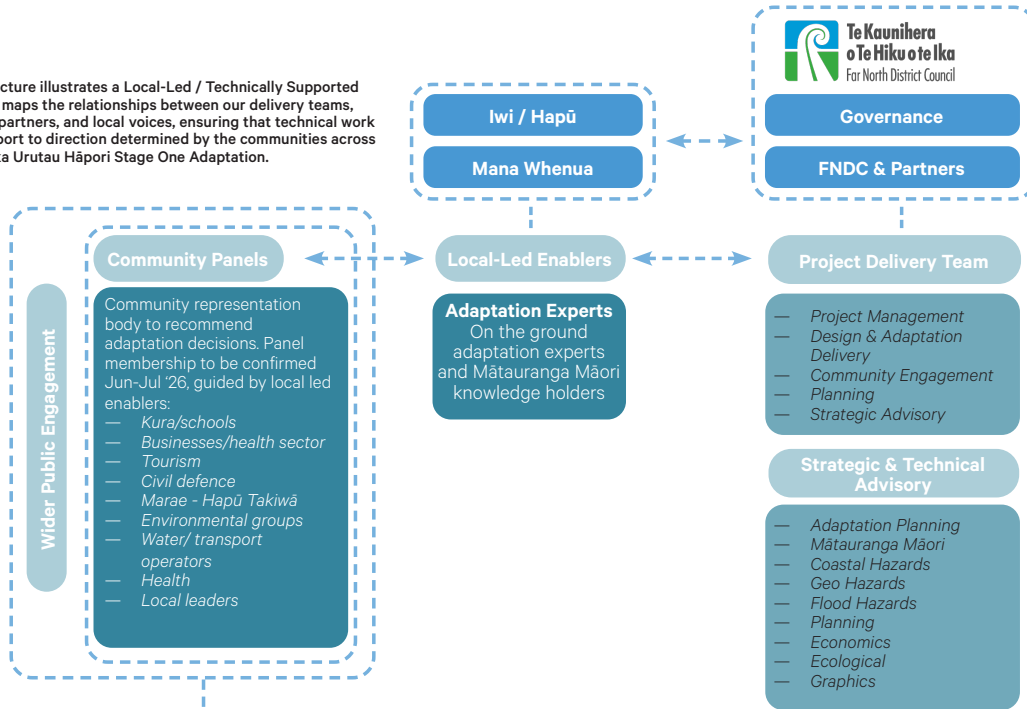 cture illustrates a Local-Led / Technically Supported
maps the relationships between our delivery teams,
partners, and local voices, ensuring that technical work
port to direction determined by the communities across
ka Urutau Hāpori Stage One Adaptation.
Iwi / Hapū
Mana Whenua
Te Kaunihera
o Te Hiku o te Ika
Far North District Council
Governance
FNDC & Partners
Wider Public Engagement
Community Panels
Community representation
body to recommend
adaptation decisions. Panel
membership to be confirmed
Jun-Jul ‘26, guided by local led
enablers:
— Kura/schools
— Businesses/health sector
— Tourism
— Civil defence
— Marae - Hapū Takiwā
— Environmental groups
— Water/ transport
operators
— Health
— Local leaders
Local-Led Enablers
Adaptation Experts
On the ground
adaptation experts
and Mātauranga Māori
knowledge holders
Project Delivery Team
— Project Management
— Design & Adaptation
Delivery
— Community Engagement
— Planning
— Strategic Advisory
Strategic & Technical
Advisory
— Adaptation Planning
— Mātauranga Māori
— Coastal Hazards
— Geo Hazards
— Flood Hazards
— Planning
— Economics
— Ecological
— Graphics